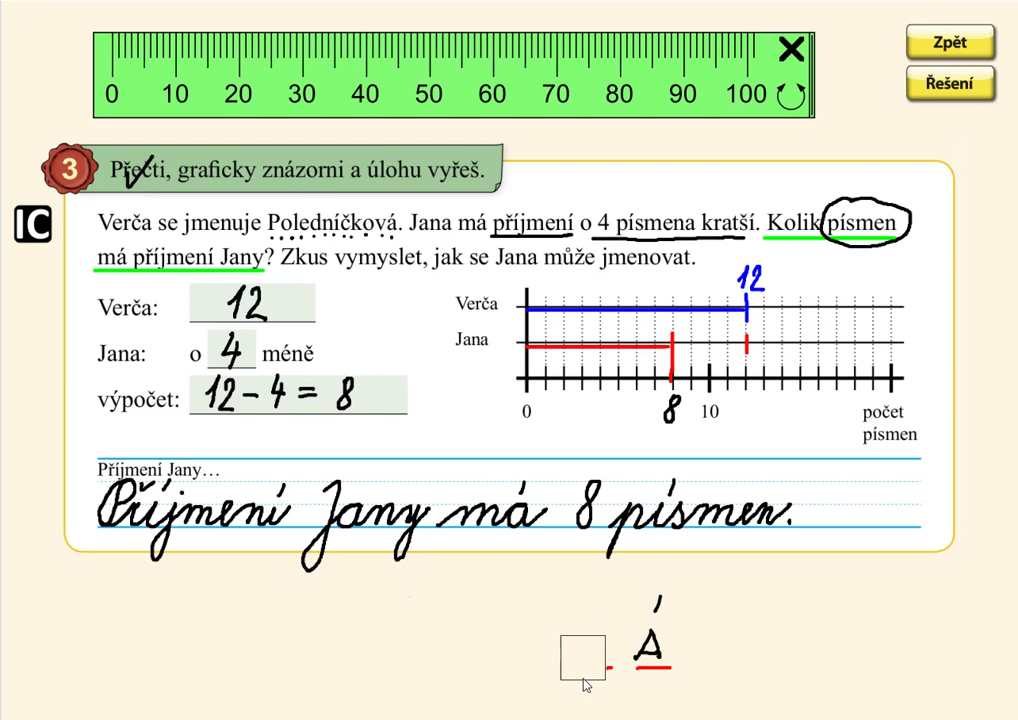 0 10 20 30 40 50 60 70 80 90 100
Zpět
Řešení
3 Přečti, graficky znázorni a úlohu vyřeš.
IC
Verča se jmenuje Poledníčková. Jana má příjmení o 4 písmena kratší. Kolik písmen
má příjmení Jany? Zkus vymyslet, jak se Jana může jmenovat.
Verča: 12
Jana: o 4 méně
výpočet: 12 - 4 = 8
12
Verča
Jana
0 8 10 počet
písmen
Příjmení Jany…
Příjmení Jany má 8 písmen.
Á